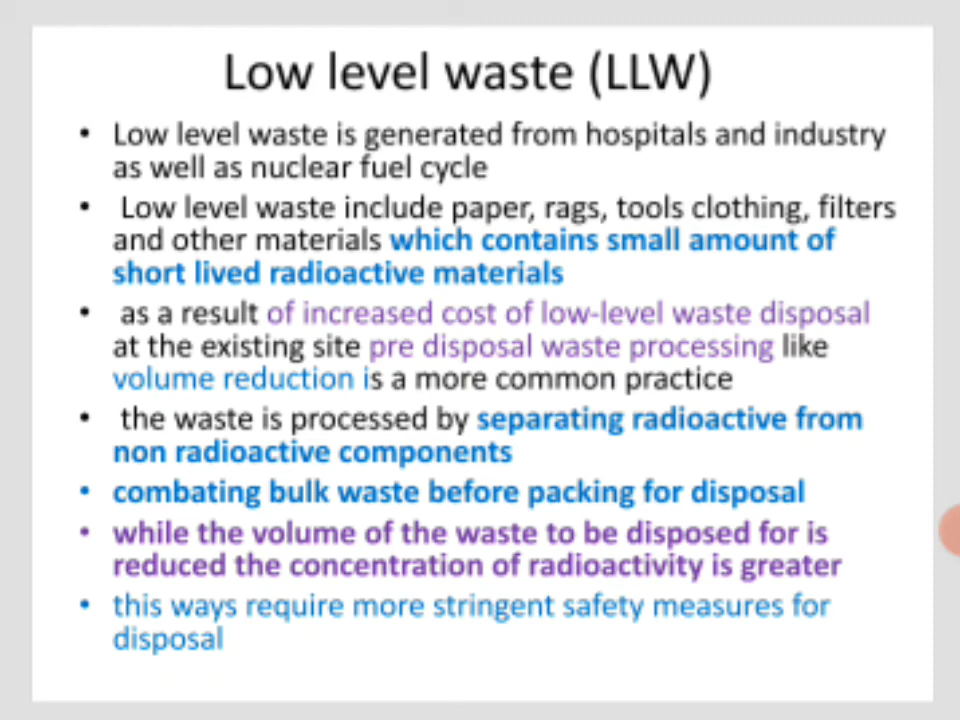 Low level waste (LLW)
• Low level waste is generated from hospitals and industry
as well as nuclear fuel cycle
• Low level waste include paper, rags, tools clothing, filters
and other materials which contains small amount of
short lived radioactive materials
• as a result of increased cost of low-level waste disposal
at the existing site pre disposal waste processing like
volume reduction is a more common practice
• the waste is processed by separating radioactive from
non radioactive components
• combating bulk waste before packing for disposal
• while the volume of the waste to be disposed for is
reduced the concentration of radioactivity is greater
• this ways require more stringent safety measures for
disposal